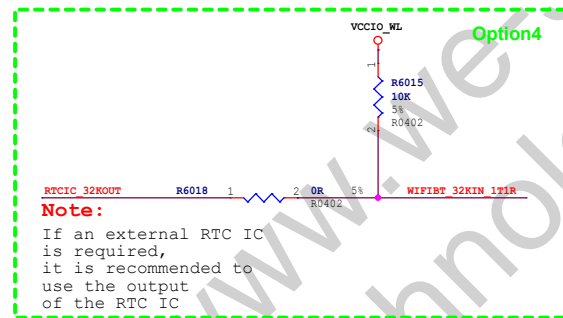 VCCIO_WL
Option4
1
R6015
10K
5%
R0402
2
RTCIC_32KOUT R6018 1 2 0R 5% WIFIBT_32KIN_1T1R
R0402
Note:
If an external RTC IC
is required,
it is recommended to
use the output
of the RTC IC